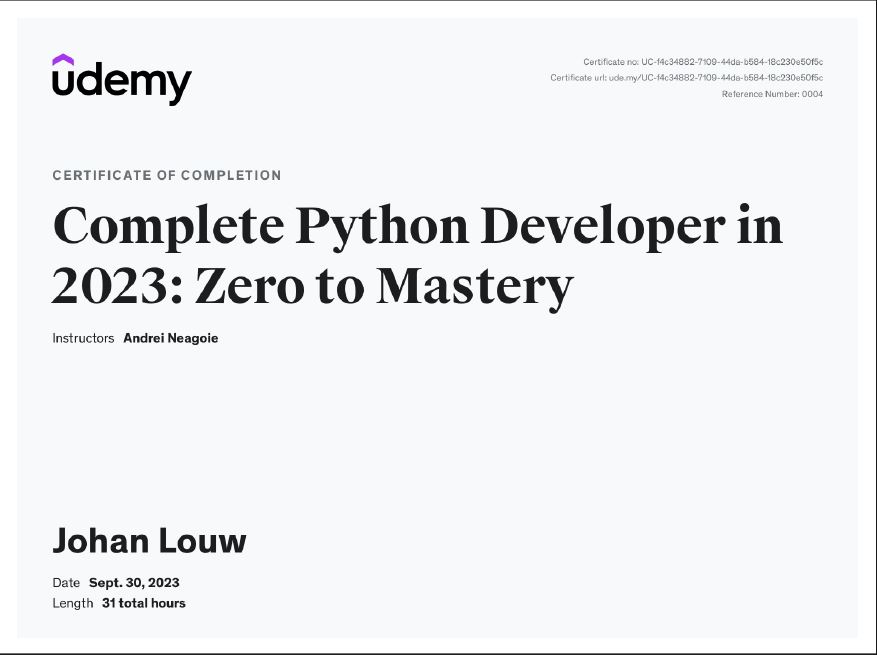 udemy
Certificate no: UC-f4c34882-7109-44da-b584-18c230e50f5c
Certificate url: ude.my/UC-f4c34882-7109-44da-b584-18c230e50f5c
Reference Number: 0004
CERTIFICATE OF COMPLETION
Complete Python Developer in
2023: Zero to Mastery
Instructors Andrei Neagoie
Johan Louw
Date Sept. 30, 2023
Length 31 total hours